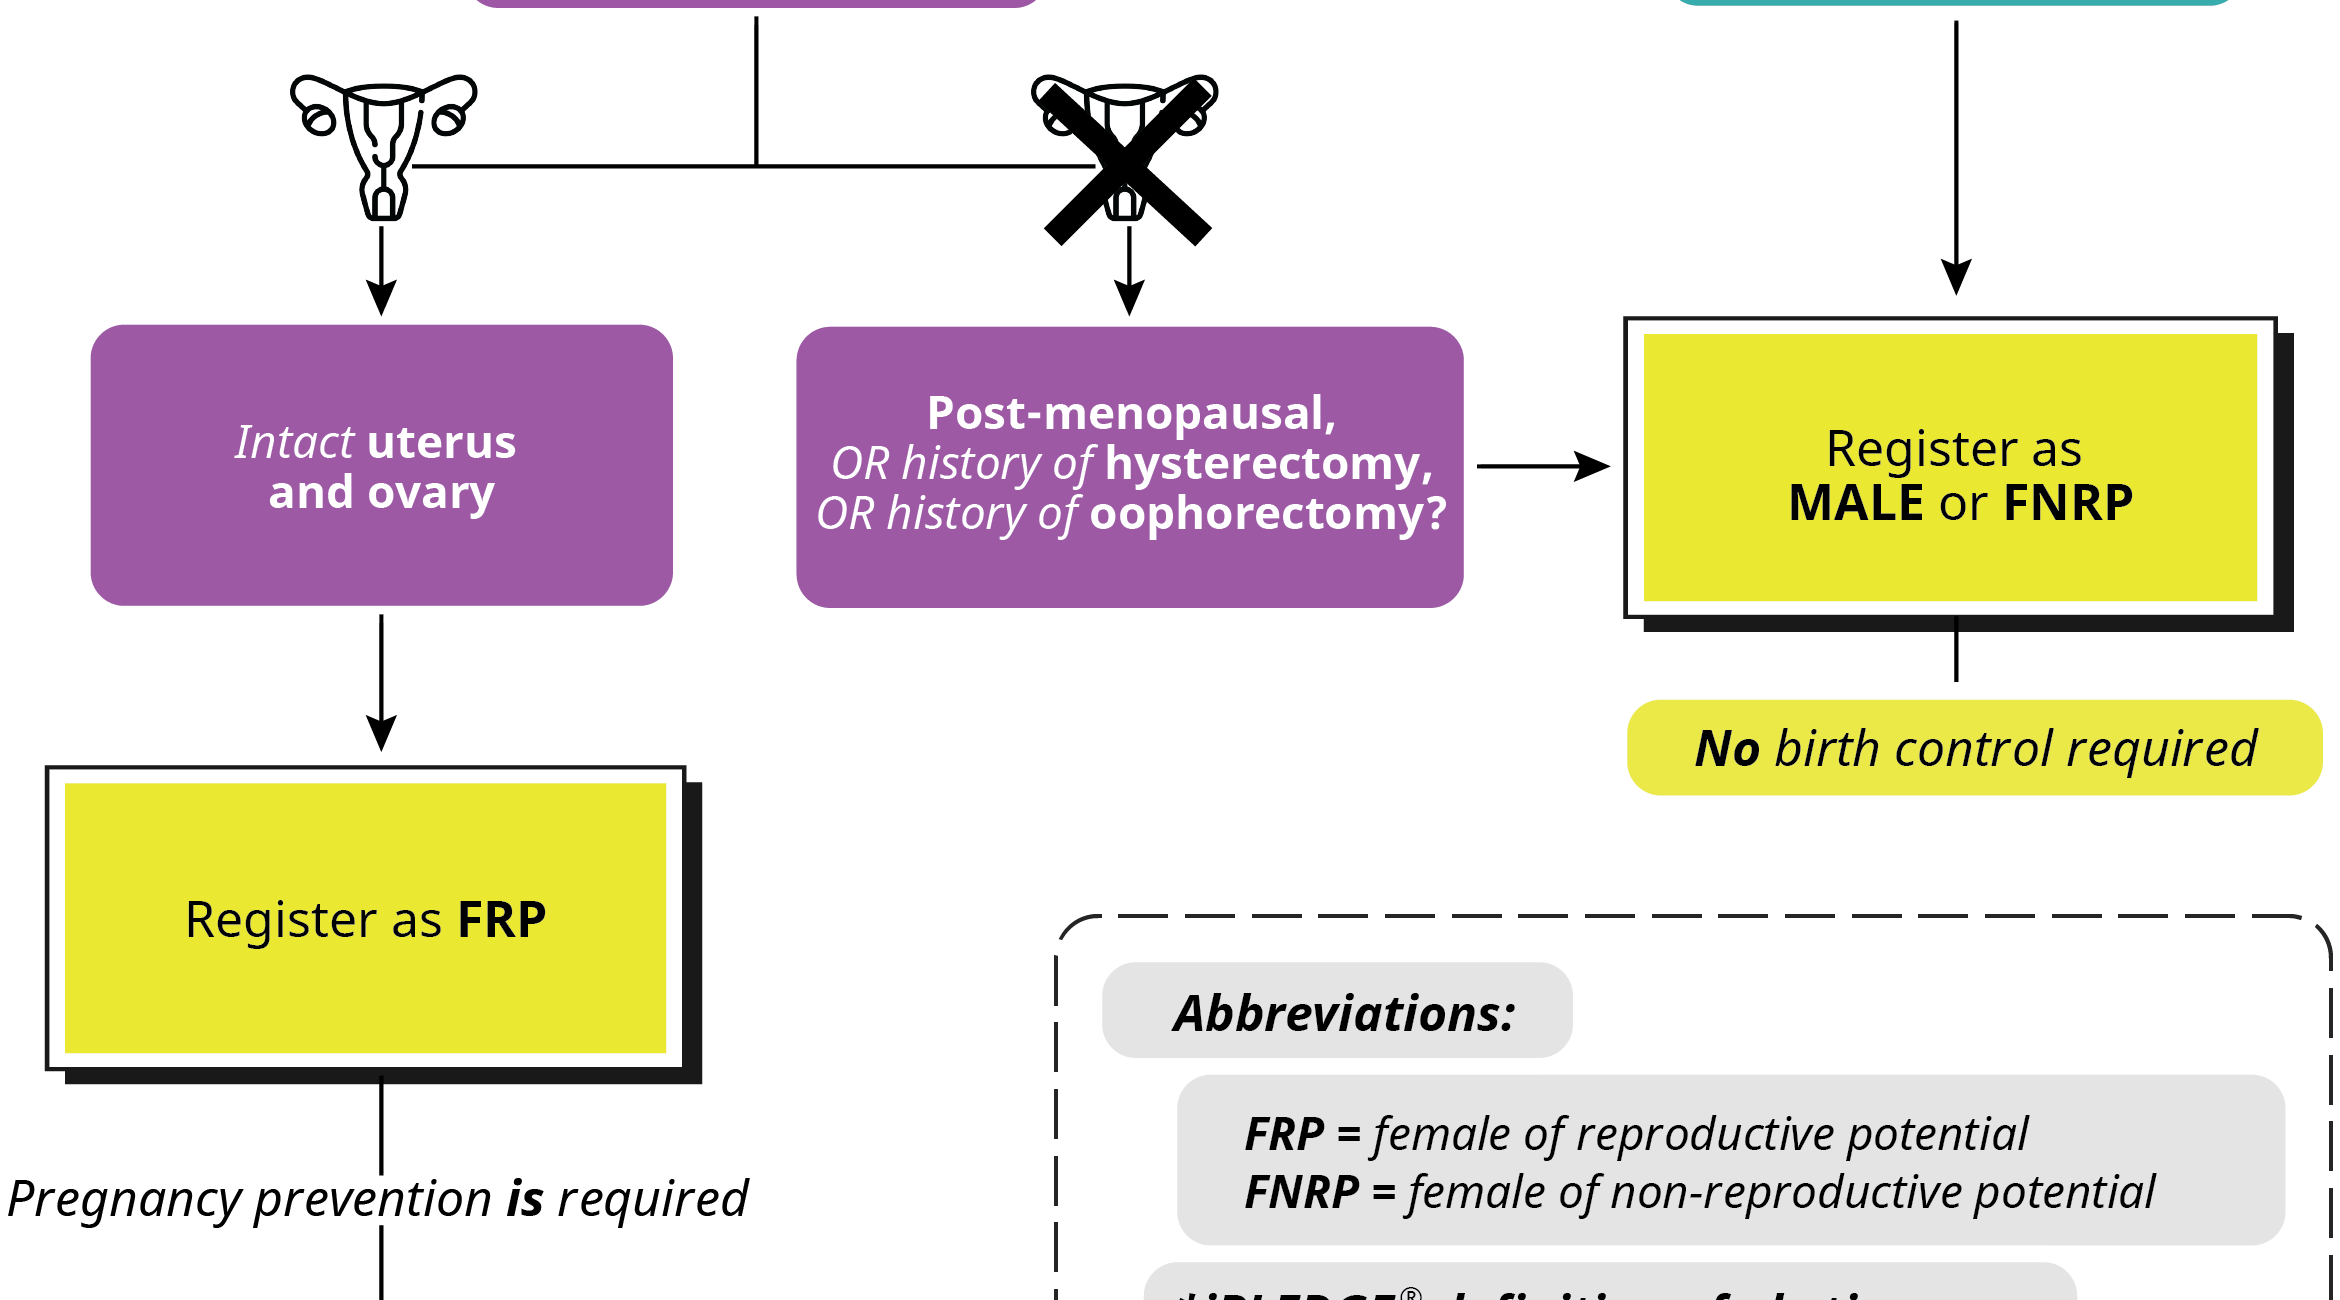 Intact uterus
and ovary
Post-menopausal,
OR history of hysterectomy,
OR history of oophorectomy?
Register as
MALE or FNRP
No birth control required
Register as FRP
Pregnancy prevention is required
Abbreviations:
FRP = female of reproductive potential
FNRP = female of non-reproductive potential